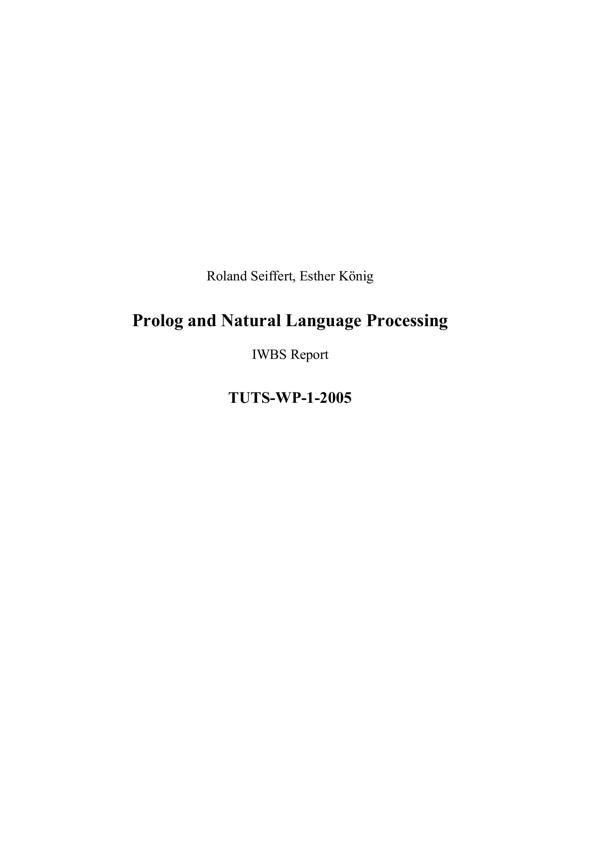 Roland Seiffert, Esther König
Prolog and Natural Language Processing
IWBS Report
TUTS-WP-1-2005